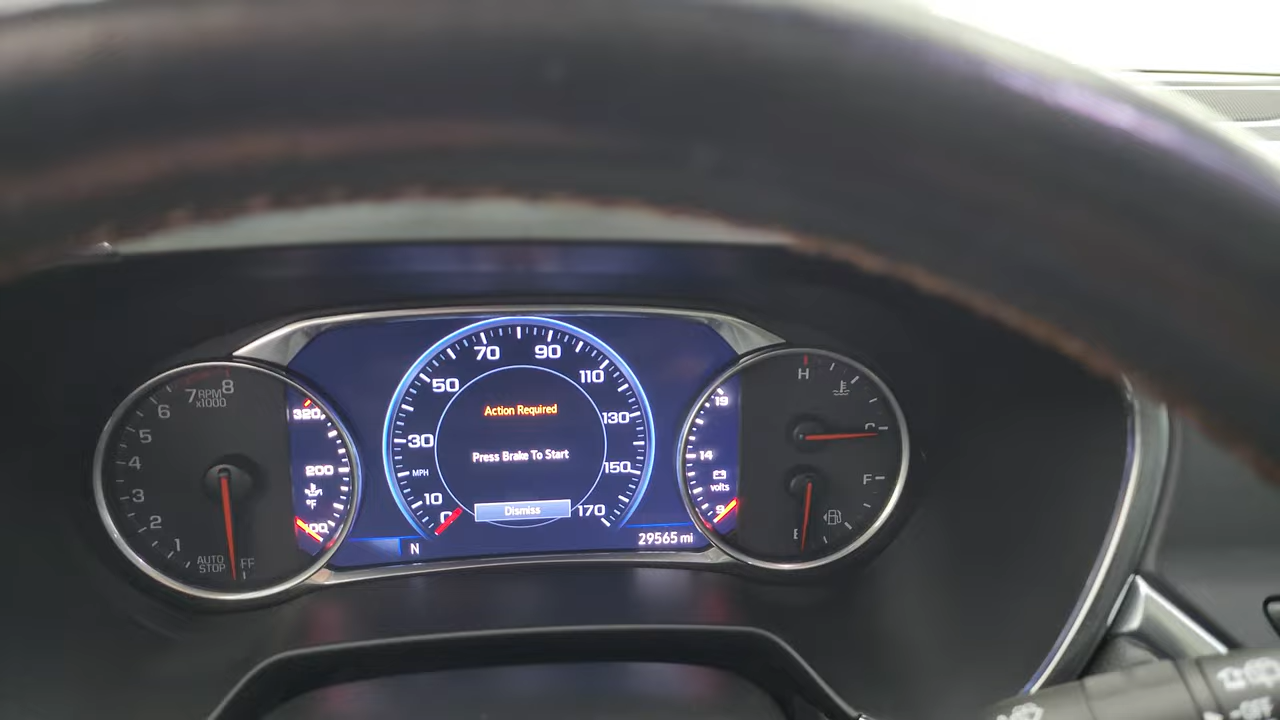 8
7
RPM
x1000
6
5
4
3
2
1
AUTO
STOP
FF
320
200
°F
70
90
50
110
30
130
MPH
150
10
170
Action Required
Press Brake To Start
Dismiss
N
29565 mi
19
14
volts
9
H
C
F
E
OFF